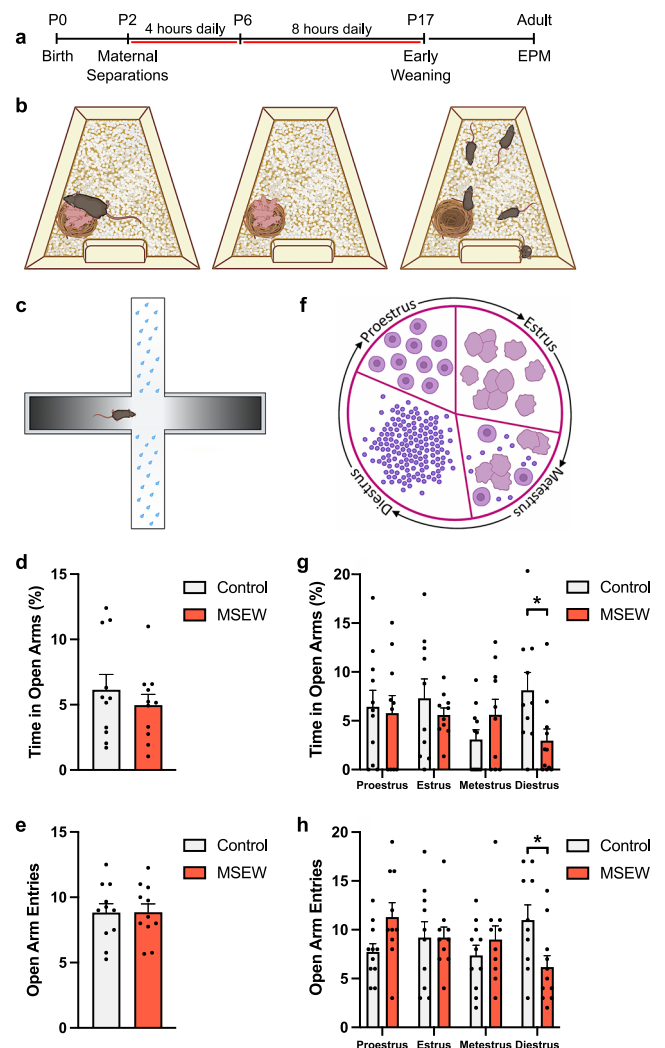 a
P0
P2
4 hours daily
P6
8 hours daily
P17
Adult
Birth
Maternal
Separations
Early
Weaning
EPM
b
c
f
Proestrus
Estrus
Metestrus
Diestrus
d
Time in Open Arms (%)
15
10
5
0
Control
MSEW
g
Time in Open Arms (%)
20
15
10
5
0
*
Control
MSEW
Proestrus Estrus Metestrus Diestrus
e
Open Arm Entries
15
10
5
0
Control
MSEW
h
Open Arm Entries
20
15
10
5
0
*
Control
MSEW
Proestrus Estrus Metestrus Diestrus